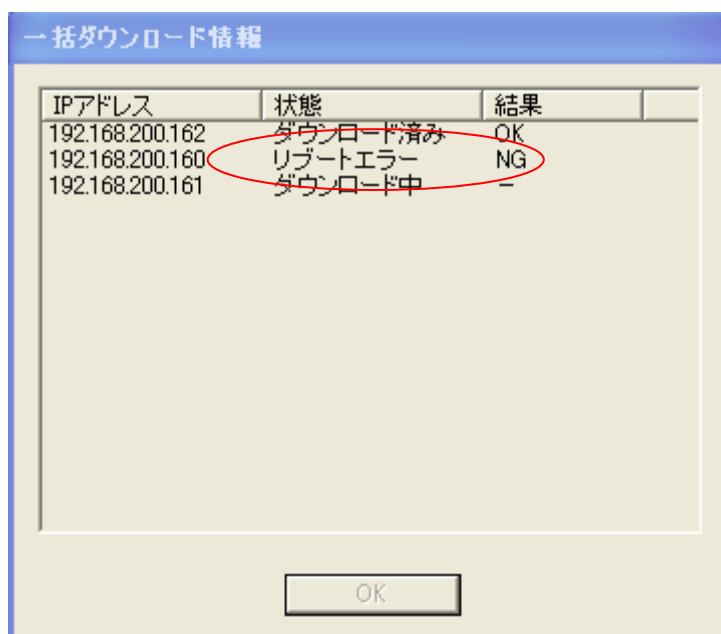 一括ダウンロード情報
IPアドレス 状態 結果
192.168.200.162 ダウンロード済み OK
192.168.200.160 リブートエラー NG
192.168.200.161 ダウンロード中 −
OK